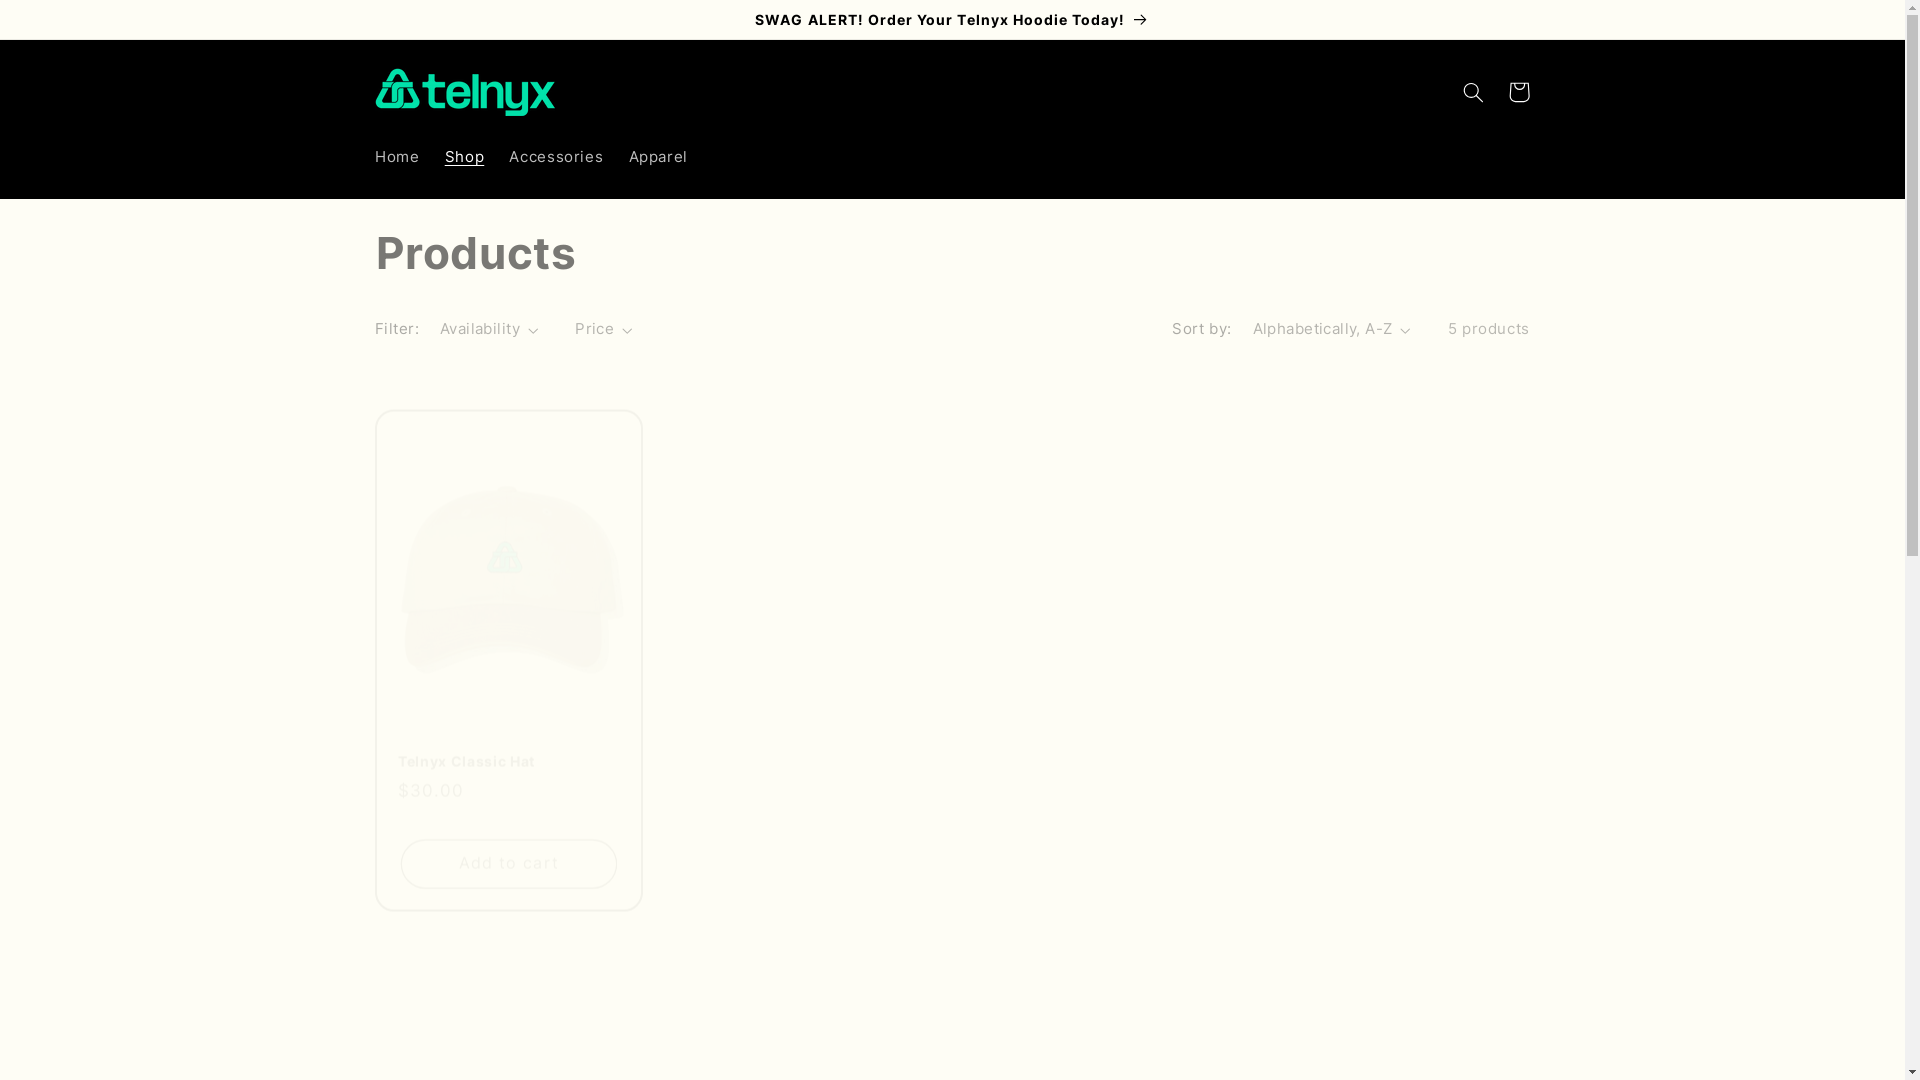 SWAG ALERT! Order Your Telnyx Hoodie Today!
telnyx
Home Shop Accessories Apparel
Products
Filter: Availability Price Sort by: Alphabetically, A-Z 5 products
Telnyx Classic Hat
$30.00
Add to cart